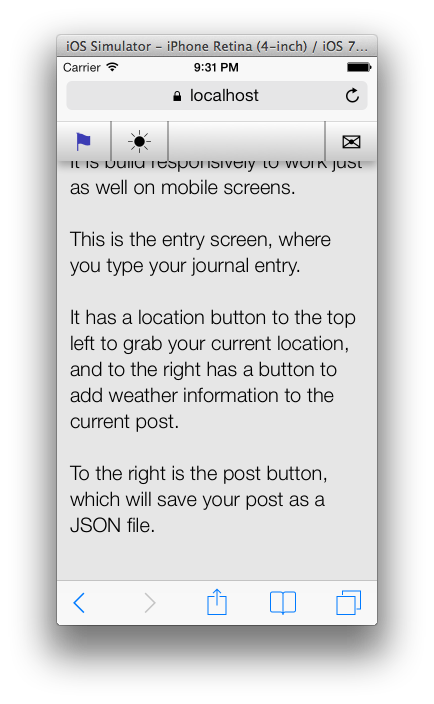 iOS Simulator – iPhone Retina (4-inch) / iOS 7...
Carrier 9:31 PM
localhost
It is build responsively to work just
as well on mobile screens.
This is the entry screen, where
you type your journal entry.
It has a location button to the top
left to grab your current location,
and to the right has a button to
add weather information to the
current post.
To the right is the post button,
which will save your post as a
JSON file.